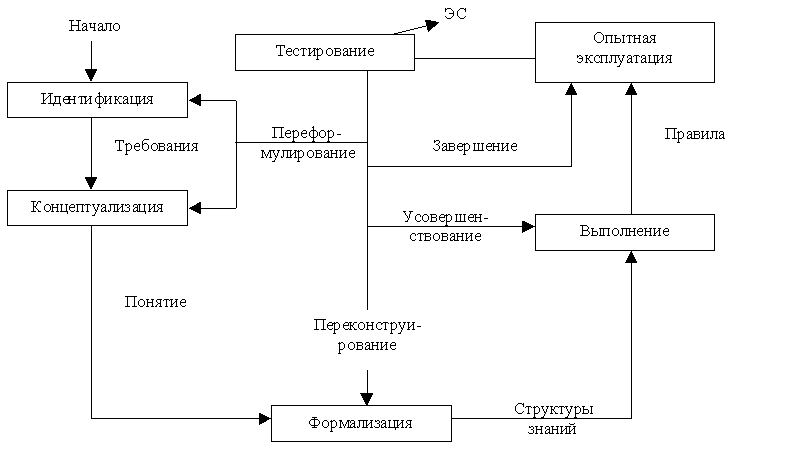 Начало
ЭС
Тестирование
Опытная
эксплуатация
Идентификация
Требования
Перефор-
мулирование
Завершение
Правила
Концептуализация
Усовершен-
ствование
Выполнение
Понятие
Переконструи-
рование
Формализация
Структуры
знаний